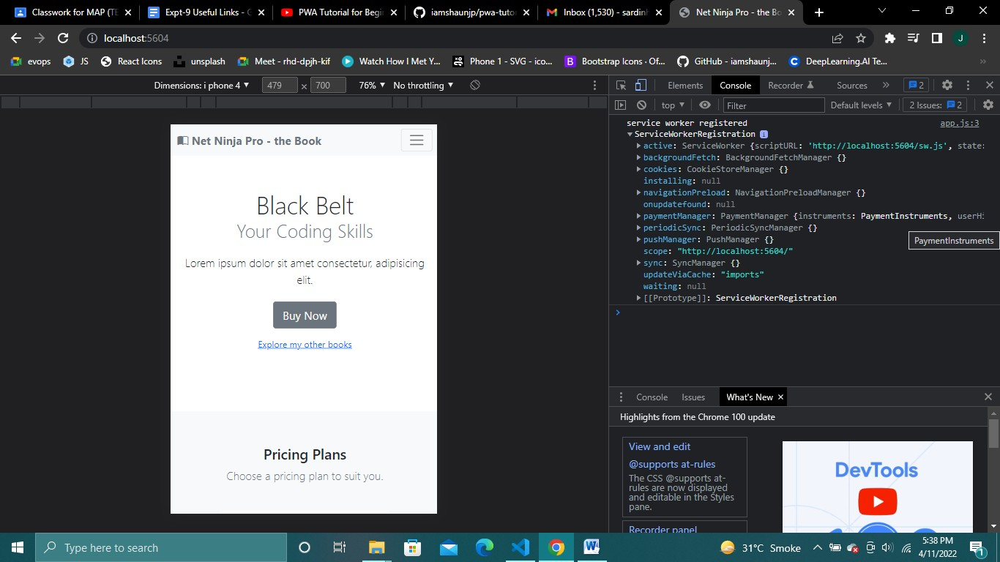 Classwork for MAP (TE
Expt-9 Useful Links - G
PWA Tutorial for Begin
iamshaunjp/pwa-tutor
Inbox (1,530) - sardinh
Net Ninja Pro - the Bo
localhost:5604
J
evops
JS
React Icons
unsplash
Meet - rhd-dpjh-kif
Watch How I Met Y...
Phone 1 - SVG - ico...
Bootstrap Icons · Of...
GitHub - iamshaunj...
DeepLearning.AI Te...
Dimensions: i phone 4
479 × 700
76%
No throttling
Elements
Console
Recorder
Sources
2
top
Filter
Default levels
2 Issues: 2
Net Ninja Pro - the Book
Black Belt
Your Coding Skills
Lorem ipsum dolor sit amet consectetur, adipisicing
elit.
Buy Now
Explore my other books
Pricing Plans
Choose a pricing plan to suit you.
service worker registered app.js:3
ServiceWorkerRegistration i
active: ServiceWorker {scriptURL: 'http://localhost:5604/sw.js', state:
backgroundFetch: BackgroundFetchManager {}
cookies: CookieStoreManager {}
installing: null
navigationPreload: NavigationPreloadManager {}
onupdatefound: null
paymentManager: PaymentManager {instruments: PaymentInstruments, userHi
periodicSync: PeriodicSyncManager {}
pushManager: PushManager {}
PaymentInstruments
scope: "http://localhost:5604/"
sync: SyncManager {}
updateViaCache: "imports"
waiting: null
[[Prototype]]: ServiceWorkerRegistration
Console
Issues
What's New
Highlights from the Chrome 100 update
View and edit
@supports at-rules
The CSS @supports at-
rules are now displayed
and editable in the Styles
pane.
Recorder panel
DevTools
Type here to search
31°C Smoke
5:38 PM
4/11/2022
1